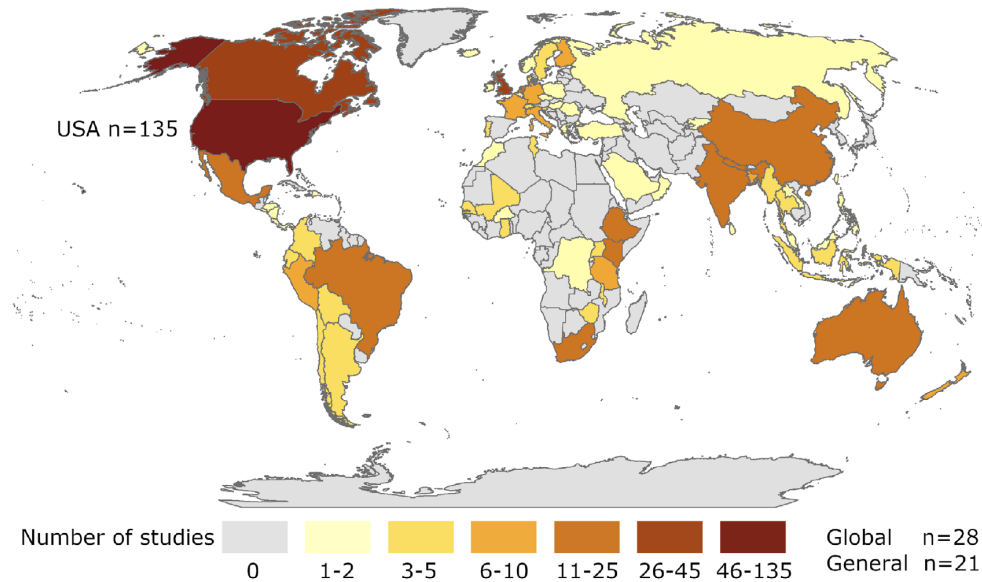 USA n=135
Number of studies
0 1-2 3-5 6-10 11-25 26-45 46-135
Global n=28
General n=21